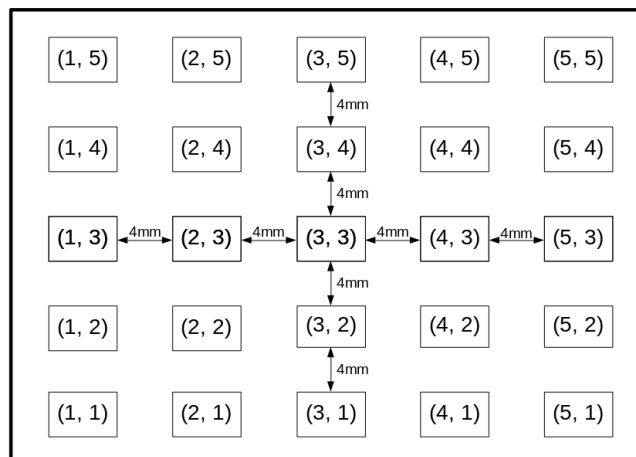 (1, 5) (2, 5) (3, 5) (4, 5) (5, 5)
4mm
(1, 4) (2, 4) (3, 4) (4, 4) (5, 4)
4mm
(1, 3) 4mm (2, 3) 4mm (3, 3) 4mm (4, 3) 4mm (5, 3)
4mm
(1, 2) (2, 2) (3, 2) (4, 2) (5, 2)
4mm
(1, 1) (2, 1) (3, 1) (4, 1) (5, 1)